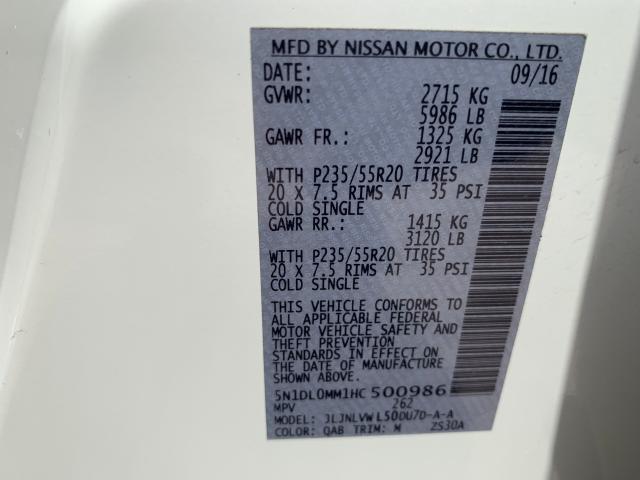 MFD BY NISSAN MOTOR CO., LTD.
DATE: 09/16
GVWR: 2715 KG
5986 LB
GAWR FR.: 1325 KG
2921 LB
WITH P235/55R20 TIRES
20 X 7.5 RIMS AT 35 PSI
COLD SINGLE
GAWR RR.: 1415 KG
3120 LB
WITH P235/55R20 TIRES
20 X 7.5 RIMS AT 35 PSI
COLD SINGLE
THIS VEHICLE CONFORMS TO
ALL APPLICABLE FEDERAL
MOTOR VEHICLE SAFETY AND
THEFT PREVENTION
STANDARDS IN EFFECT ON
THE DATE OF MANUFACTURE
SHOWN ABOVE.
5N1DL0MM1HC 500986
MPV 262
MODEL: JLJNLVW L50DU7D-A-A
COLOR: QAB TRIM: M 2S30A